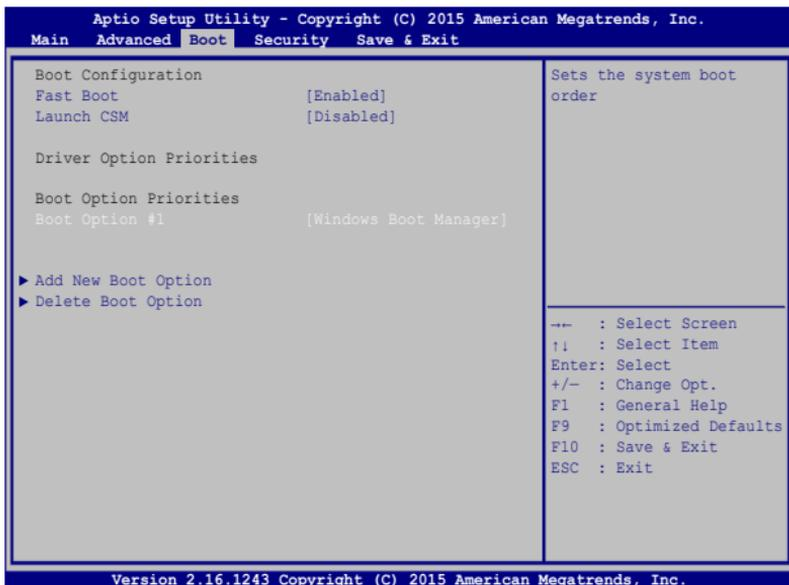 Aptio Setup Utility - Copyright (C) 2015 American Megatrends, Inc.
Main Advanced Boot Security Save & Exit
Boot Configuration
Fast Boot [Enabled]
Launch CSM [Disabled]
Driver Option Priorities
Boot Option Priorities
Boot Option #1 [Windows Boot Manager]
▶ Add New Boot Option
▶ Delete Boot Option
Sets the system boot
order
→← : Select Screen
↑↓ : Select Item
Enter: Select
+/— : Change Opt.
F1 : General Help
F9 : Optimized Defaults
F10 : Save & Exit
ESC : Exit
Version 2.16.1243 Copyright (C) 2015 American Megatrends, Inc.